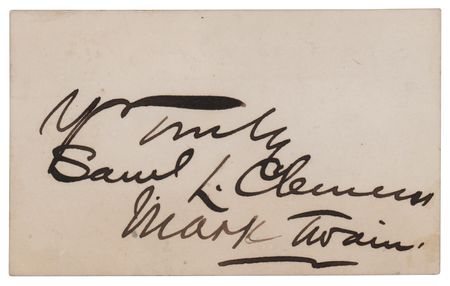 Yr Truly
Saml L. Clemens
Mark Twain.